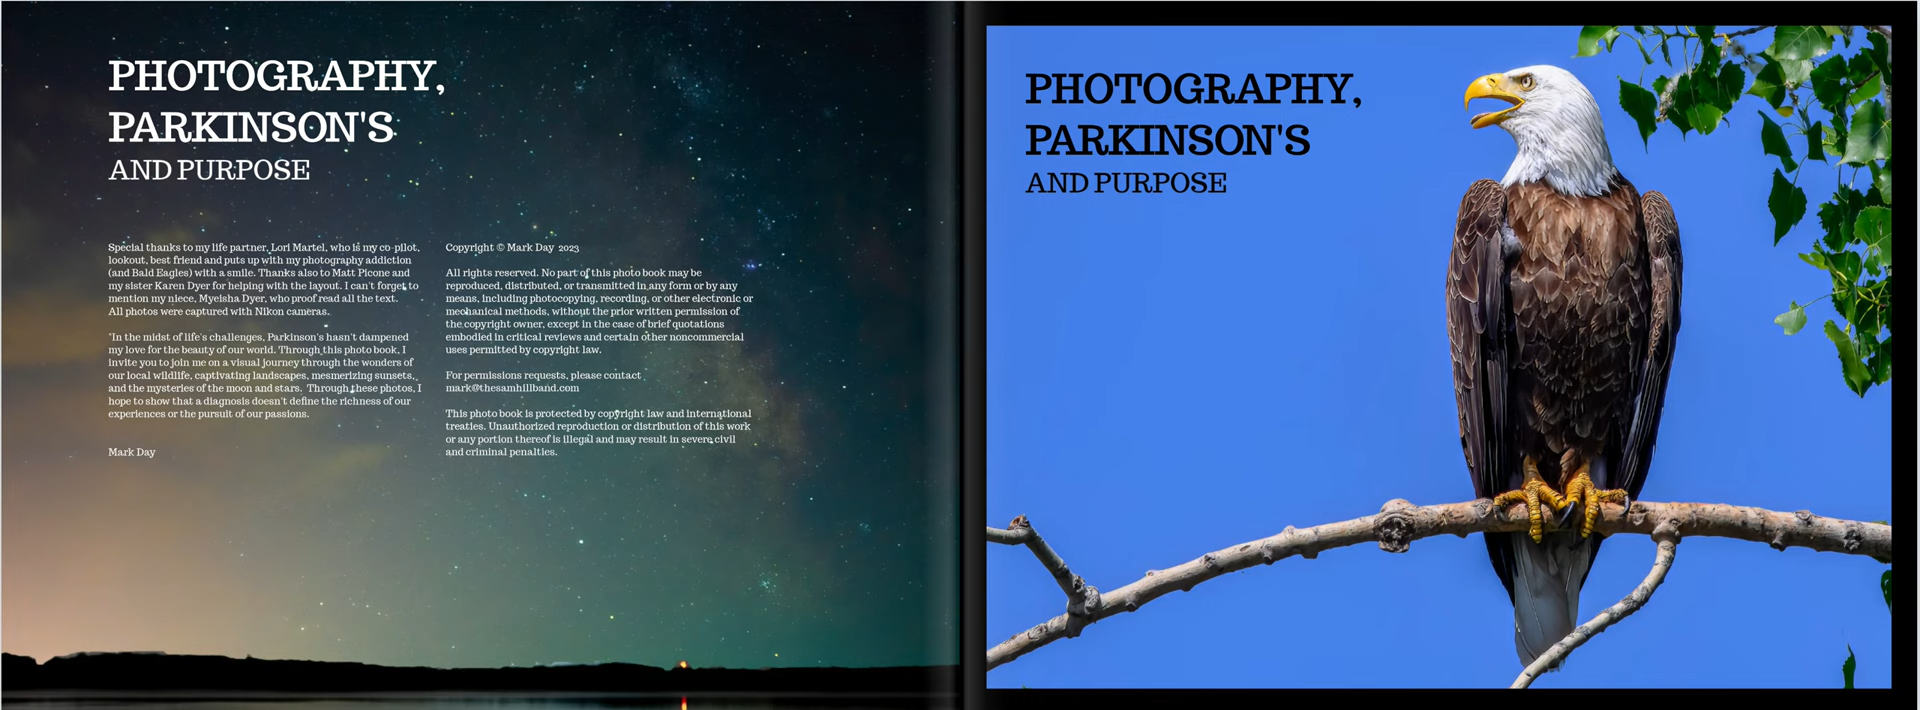 PHOTOGRAPHY,
PARKINSON'S
AND PURPOSE
Special thanks to my life partner, Lori Martel, who is my co-pilot,
lookout, best friend and puts up with my photography addiction
(and Bald Eagles) with a smile. Thanks also to Matt Picone and
my sister Karen Dyer for helping with the layout. I can't forget to
mention my niece, Myeisha Dyer, who proof read all the text.
All photos were captured with Nikon cameras.
"In the midst of life's challenges, Parkinson's hasn't dampened
my love for the beauty of our world. Through this photo book, I
invite you to join me on a visual journey through the wonders of
our local wildlife, captivating landscapes, mesmerizing sunsets,
and the mysteries of the moon and stars.  Through these photos, I
hope to show that a diagnosis doesn't define the richness of our
experiences or the pursuit of our passions.
Mark Day
Copyright © Mark Day 2023
All rights reserved. No part of this photo book may be
reproduced, distributed, or transmitted in any form or by any
means, including photocopying, recording, or other electronic or
mechanical methods, without the prior written permission of
the copyright owner, except in the case of brief quotations
embodied in critical reviews and certain other noncommercial
uses permitted by copyright law.
For permissions requests, please contact
mark@thesamhillband.com
This photo book is protected by copyright law and international
treaties. Unauthorized reproduction or distribution of this work
or any portion thereof is illegal and may result in severe civil
and criminal penalties.
PHOTOGRAPHY,
PARKINSON'S
AND PURPOSE